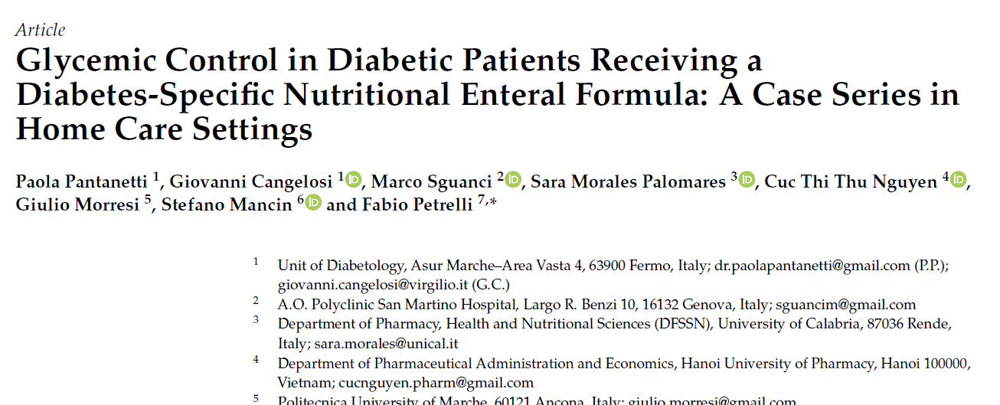 Article
Glycemic Control in Diabetic Patients Receiving a
Diabetes-Specific Nutritional Enteral Formula: A Case Series in
Home Care Settings
Paola Pantanetti 1, Giovanni Cangelosi 1 iD, Marco Sguanci 2 iD, Sara Morales Palomares 3 iD, Cuc Thi Thu Nguyen 4 iD,
Giulio Morresi 5, Stefano Mancin 6 iD and Fabio Petrelli 7,*
1 Unit of Diabetology, Asur Marche–Area Vasta 4, 63900 Fermo, Italy; dr.paolapantanetti@gmail.com (P.P.);
giovanni.cangelosi@virgilio.it (G.C.)
2 A.O. Polyclinic San Martino Hospital, Largo R. Benzi 10, 16132 Genova, Italy; sguancim@gmail.com
3 Department of Pharmacy, Health and Nutritional Sciences (DFSSN), University of Calabria, 87036 Rende,
Italy; sara.morales@unical.it
4 Department of Pharmaceutical Administration and Economics, Hanoi University of Pharmacy, Hanoi 100000,
Vietnam; cucnguyen.pharm@gmail.com
5 Politecnica University of Marche, 60121 Ancona, Italy; giulio.morresi@gmail.com